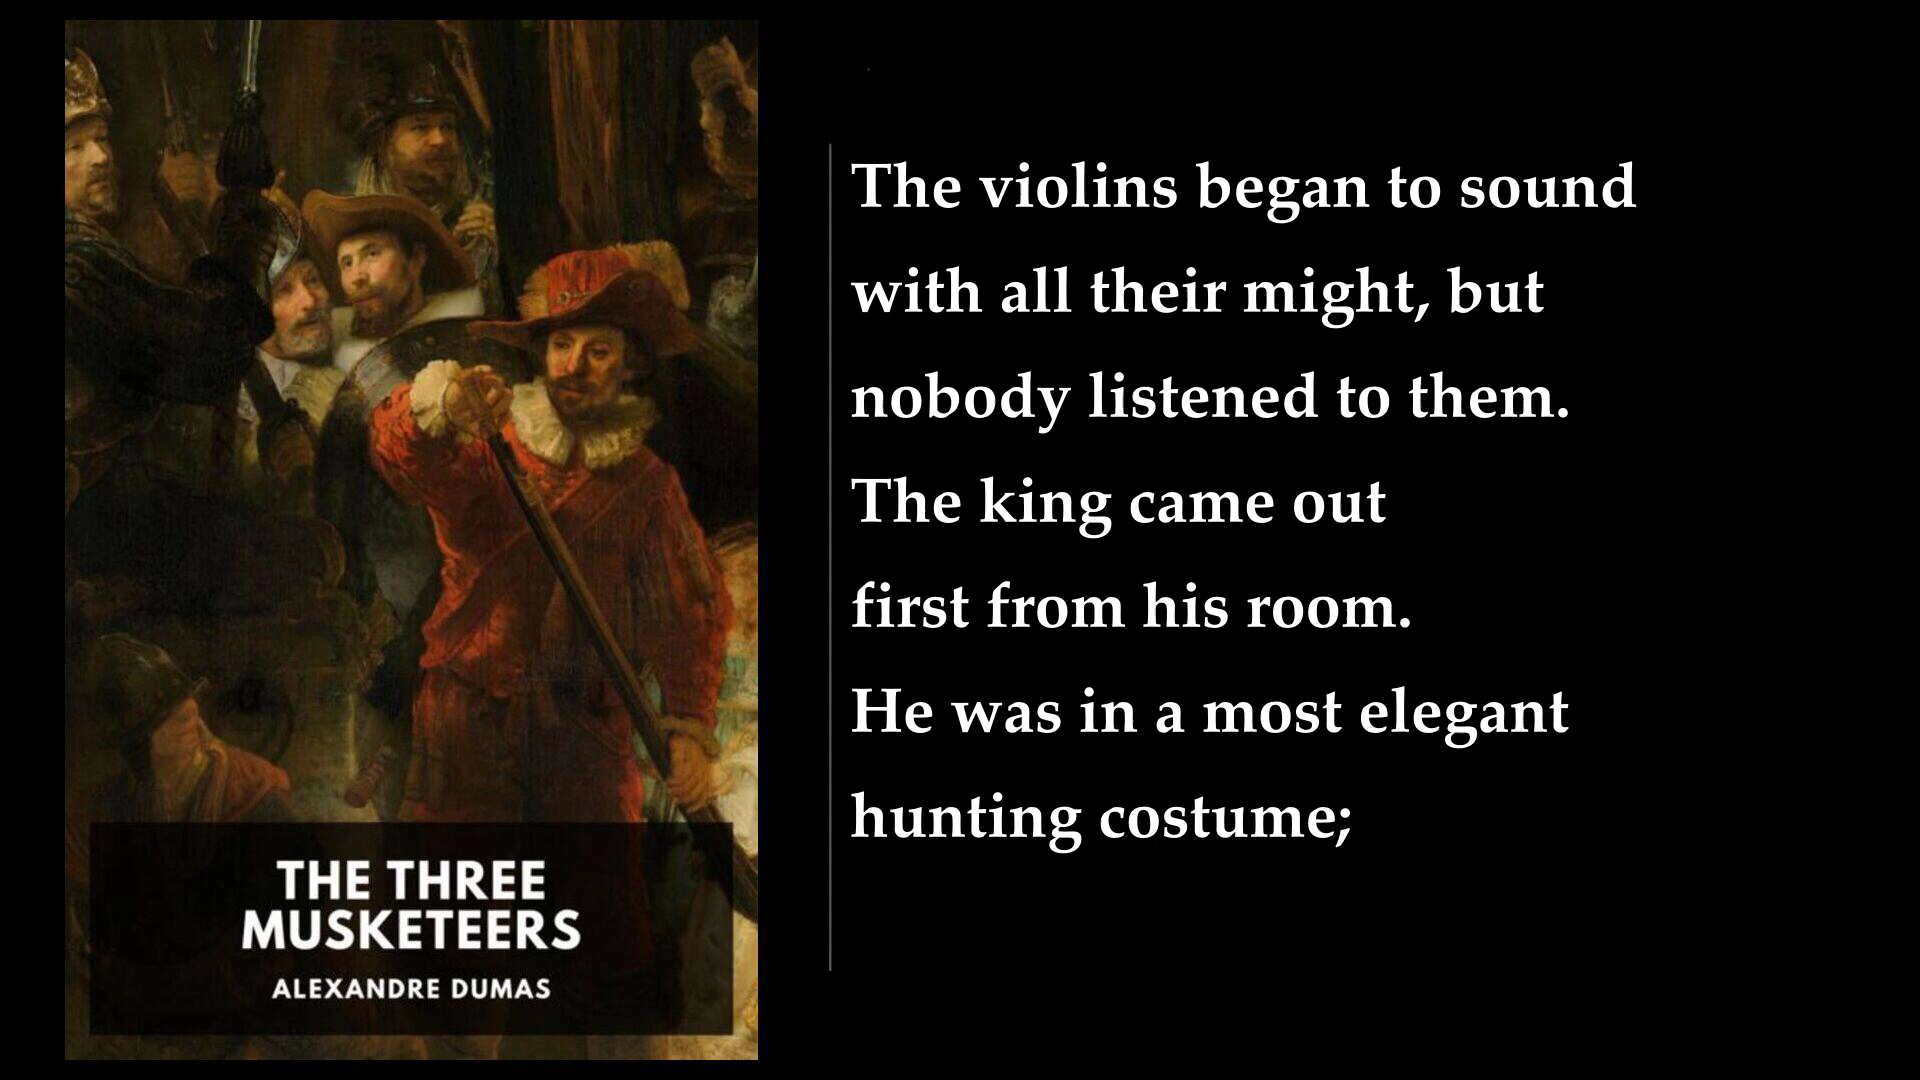 THE THREE
MUSKETEERS
ALEXANDRE DUMAS
The violins began to sound
with all their might, but
nobody listened to them.
The king came out
first from his room.
He was in a most elegant
hunting costume;